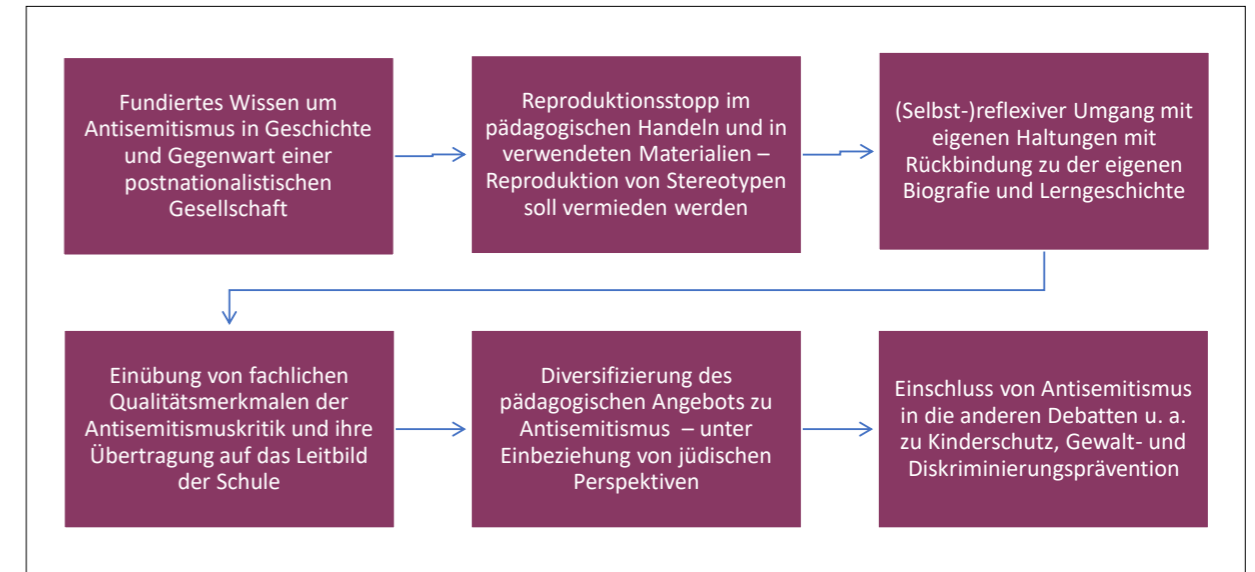 Fundiertes Wissen um
Antisemitismus in Geschichte
und Gegenwart einer
postnationalistischen
Gesellschaft
Reproduktionsstopp im
pädagogischen Handeln und in
verwendeten Materialien –
Reproduktion von Stereotypen
soll vermieden werden
(Selbst-)reflexiver Umgang mit
eigenen Haltungen mit
Rückbindung zu der eigenen
Biografie und Lerngeschichte
Einübung von fachlichen
Qualitätsmerkmalen der
Antisemitismuskritik und ihre
Übertragung auf das Leitbild
der Schule
Diversifizierung des
pädagogischen Angebots zu
Antisemitismus – unter
Einbeziehung von jüdischen
Perspektiven
Einschluss von Antisemitismus
in die anderen Debatten u. a.
zu Kinderschutz, Gewalt- und
Diskriminierungsprävention